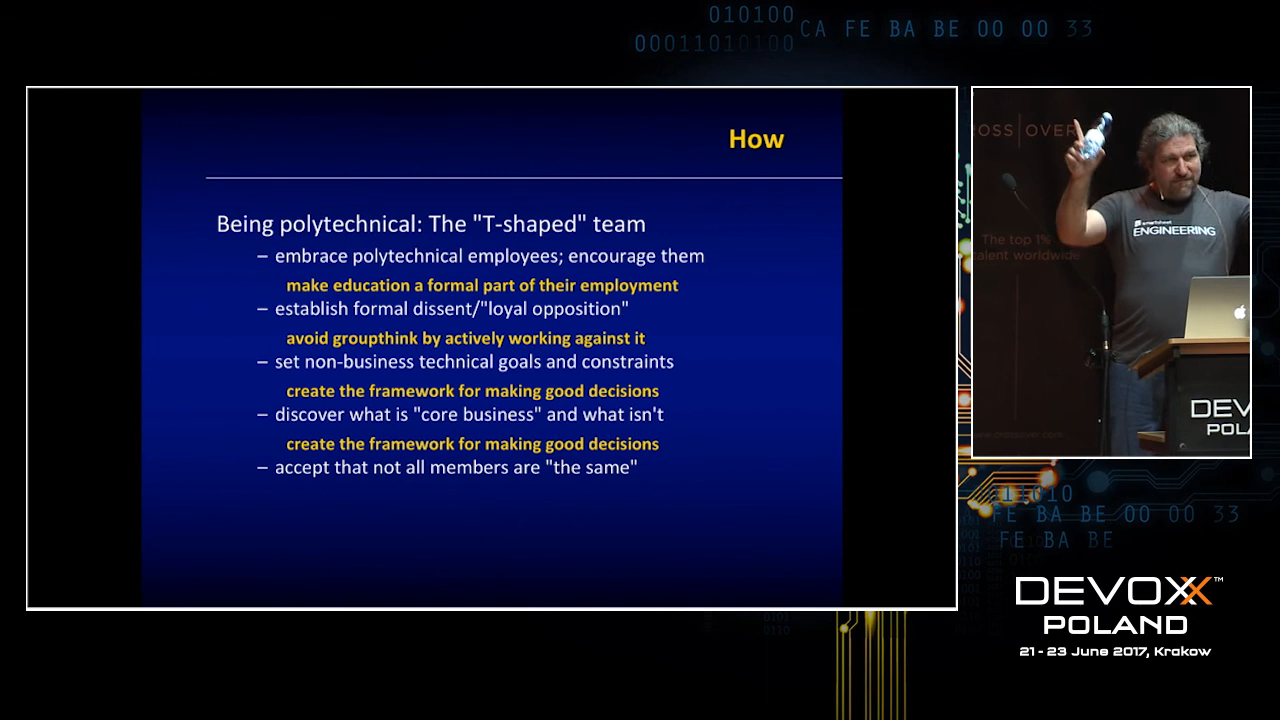 010100
00011010100
CA FE BA BE 00 00 33
How
Being polytechnical: The "T-shaped" team
– embrace polytechnical employees; encourage them
make education a formal part of their employment
– establish formal dissent/"loyal opposition"
avoid groupthink by actively working against it
– set non-business technical goals and constraints
create the framework for making good decisions
– discover what is "core business" and what isn't
create the framework for making good decisions
– accept that not all members are "the same"
OSS|OVER
The top 1%
talent worldwide
smartsheet
ENGINEERING
DEV
POL
FE BA BE 00 00 33
FE BA BE
DEVOXX™
POLAND
21 - 23 June 2017, Krakow